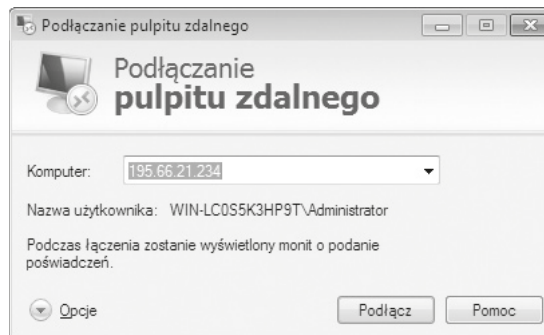 Podłączanie pulpitu zdalnego
Podłączanie
pulpitu zdalnego
Komputer: 195.66.21.234
Nazwa użytkownika: WIN-LC0S5K3HP9T\Administrator
Podczas łączenia zostanie wyświetlony monit o podanie
poświadczeń.
Opcje Podłącz Pomoc